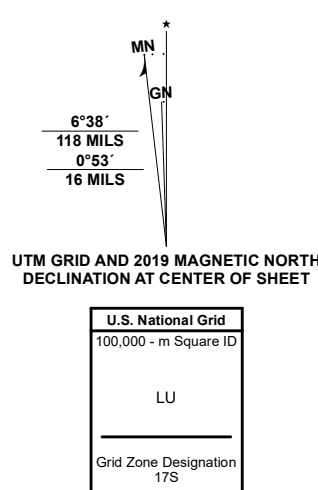 ★
MN
GN
6°38´
118 MILS
0°53´
16 MILS
UTM GRID AND 2019 MAGNETIC NORTH
DECLINATION AT CENTER OF SHEET
U.S. National Grid
100,000 - m Square ID
LU
Grid Zone Designation
17S